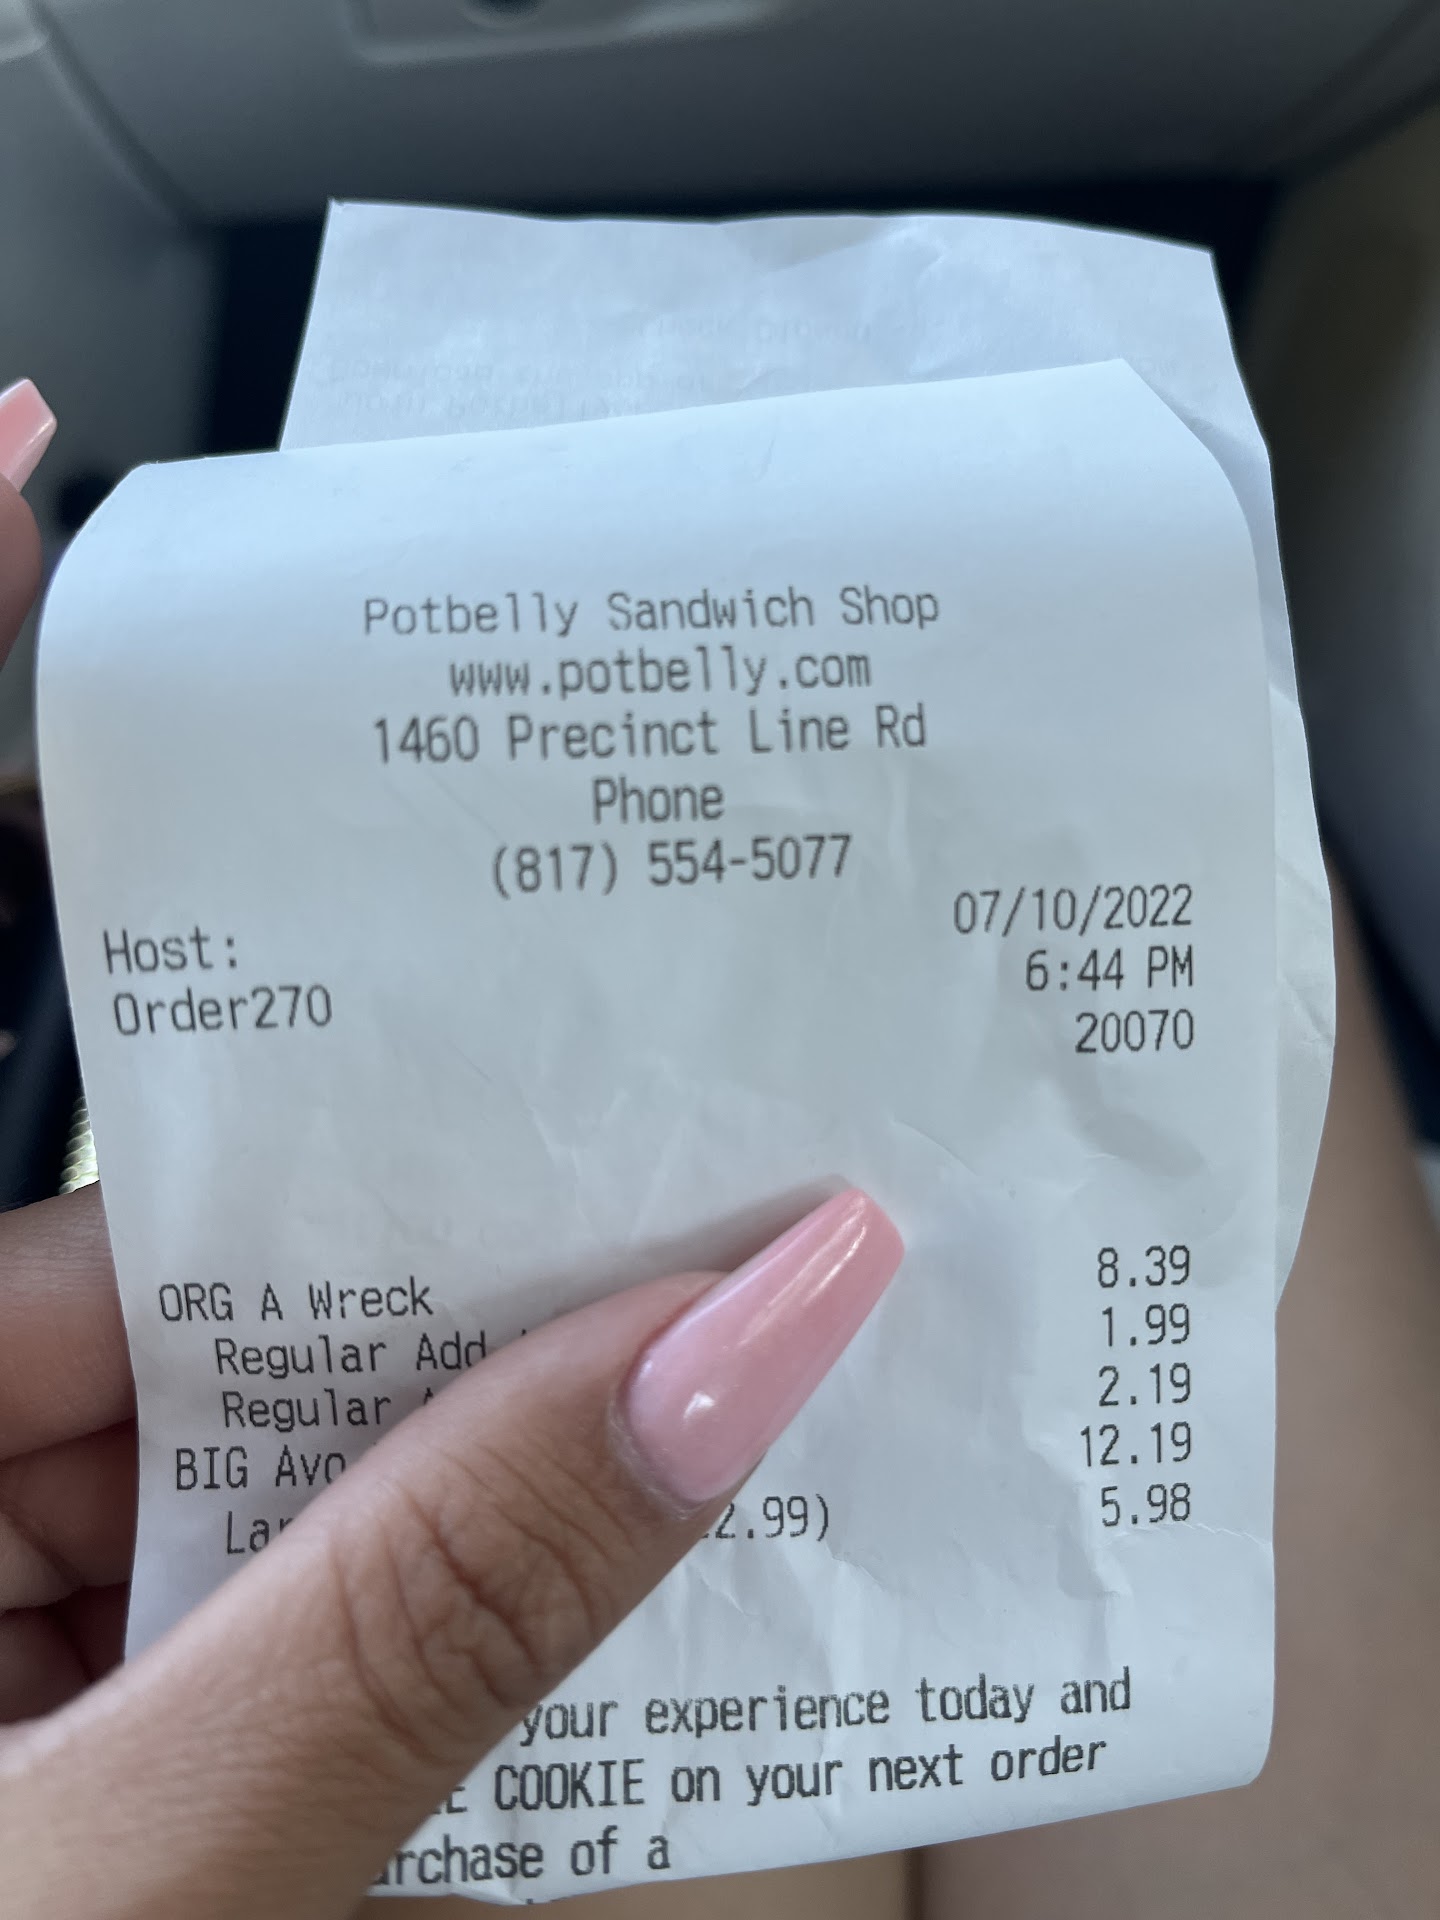 Potbelly Sandwich Shop
www.potbelly.com
1460 Precinct Line Rd
Phone
(817) 554-5077
07/10/2022
Host: 6:44 PM
Order270 20070
ORG A Wreck 8.39
Regular Add 1.99
Regular 2.19
BIG Avo 12.19
2.99) 5.98
your experience today and
COOKIE on your next order
of a